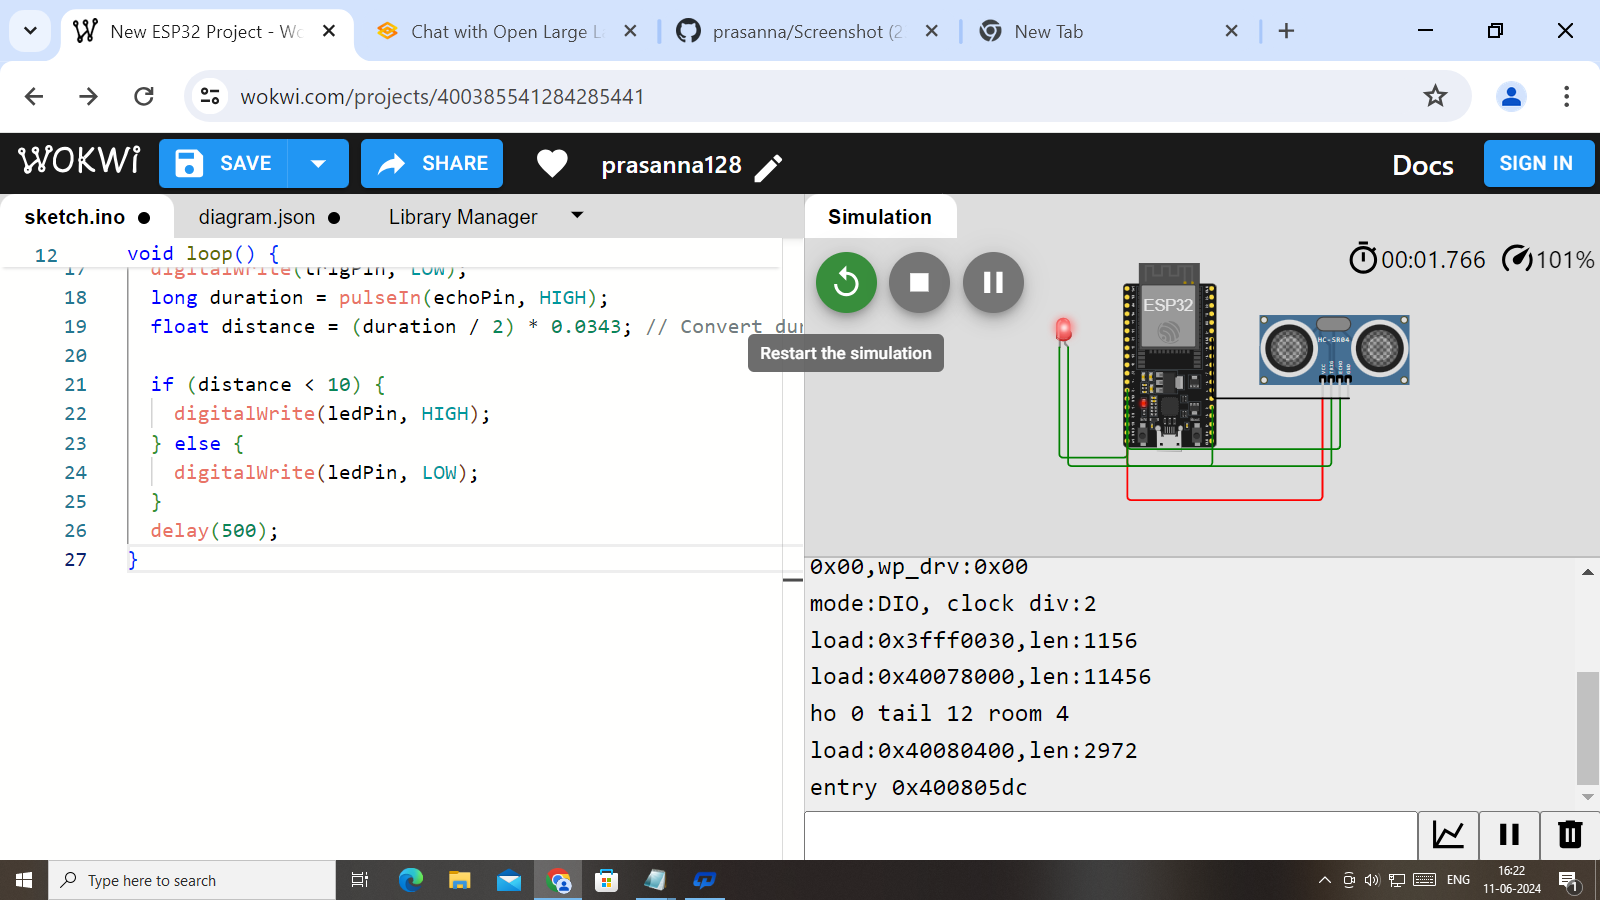 New ESP32 Project - Wo
Chat with Open Large La
prasanna/Screenshot (2
New Tab
wokwi.com/projects/400385541284285441
WOKWI
SAVE
SHARE
prasanna128
Docs
SIGN IN
sketch.ino
diagram.json
Library Manager
Simulation
12 void loop() {
17 digitalWrite(trigPin, LOW);
18 long duration = pulseIn(echoPin, HIGH);
19 float distance = (duration / 2) * 0.0343; // Convert dur
20
21 if (distance < 10) {
22 digitalWrite(ledPin, HIGH);
23 } else {
24 digitalWrite(ledPin, LOW);
25 }
26 delay(500);
27 }
Restart the simulation
00:01.766
101%
ESP32
HC-SR04
VCC
TRIG
ECHO
GND
0x00,wp_drv:0x00
mode:DIO, clock div:2
load:0x3fff0030,len:1156
load:0x40078000,len:11456
ho 0 tail 12 room 4
load:0x40080400,len:2972
entry 0x400805dc
Type here to search
ENG
16:22
11-06-2024
1